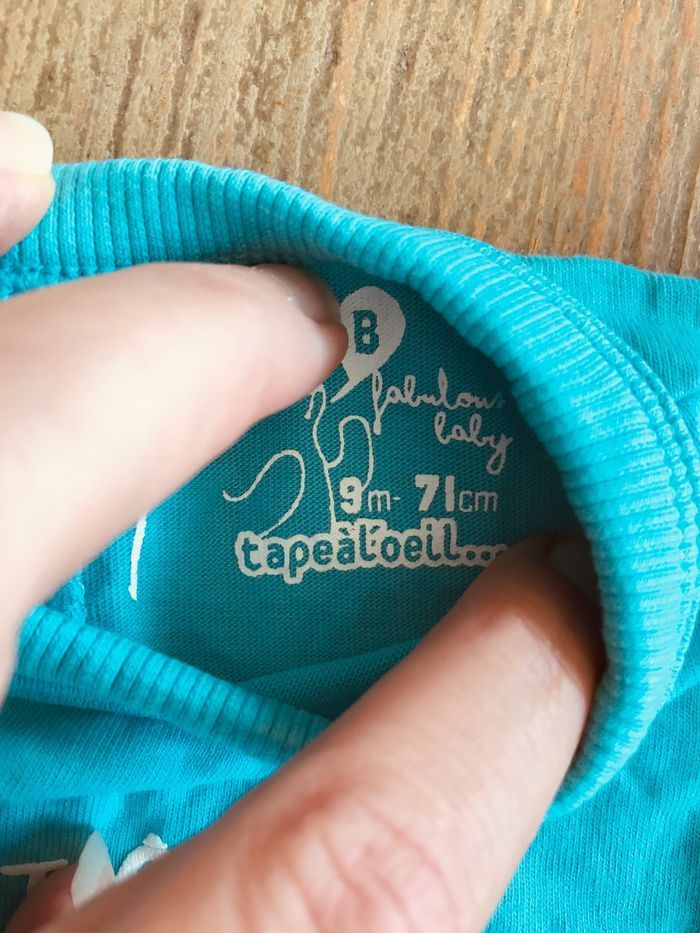 B
fabulous
baby
9m- 71cm
tapeàl'oeil...